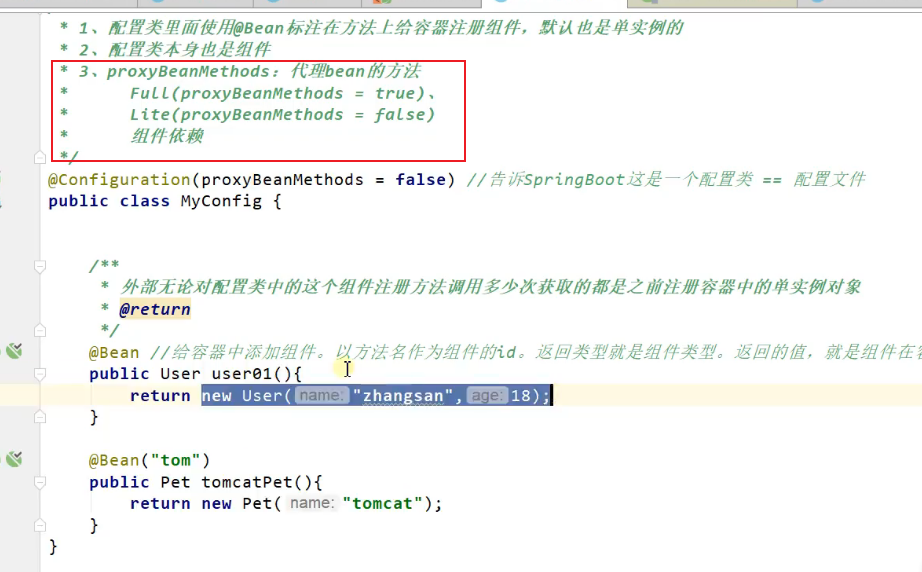 * 1、配置类里面使用@Bean标注在方法上给容器注册组件，默认也是单实例的
* 2、配置类本身也是组件
* 3、proxyBeanMethods：代理bean的方法
* Full(proxyBeanMethods = true)、
* Lite(proxyBeanMethods = false)
* 组件依赖
*/
@Configuration(proxyBeanMethods = false) //告诉SpringBoot这是一个配置类 == 配置文件
public class MyConfig {
/**
* 外部无论对配置类中的这个组件注册方法调用多少次获取的都是之前注册容器中的单实例对象
* @return
*/
@Bean //给容器中添加组件。以方法名作为组件的id。返回类型就是组件类型。返回的值，就是组件在容
public User user01(){
return new User( name: "zhangsan", age: 18);
}
@Bean("tom")
public Pet tomcatPet(){
return new Pet( name: "tomcat");
}
}